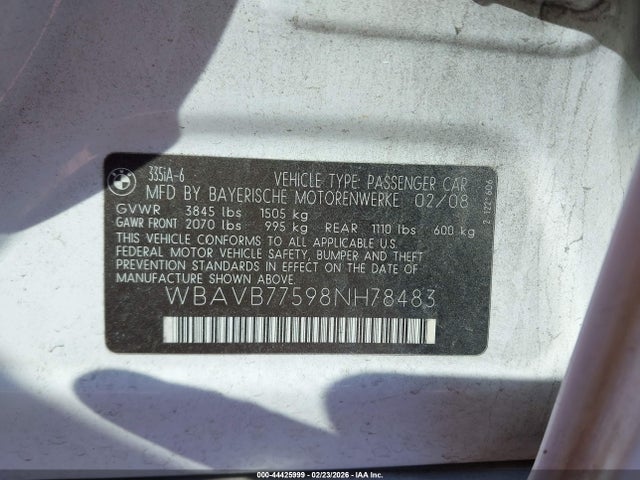 335iA-6 VEHICLE TYPE: PASSENGER CAR
MFD BY BAYERISCHE MOTORENWERKE 02/08
GVWR 3845 lbs 1505 kg
GAWR FRONT 2070 lbs 995 kg REAR 1110 lbs 600 kg
THIS VEHICLE CONFORMS TO ALL APPLICABLE U.S.
FEDERAL MOTOR VEHICLE SAFETY, BUMPER AND THEFT
PREVENTION STANDARDS IN EFFECT ON THE DATE OF
MANUFACTURE SHOWN ABOVE.
WBAVB77598NH78483
000-44425999 - 02/23/2026 - IAA Inc.